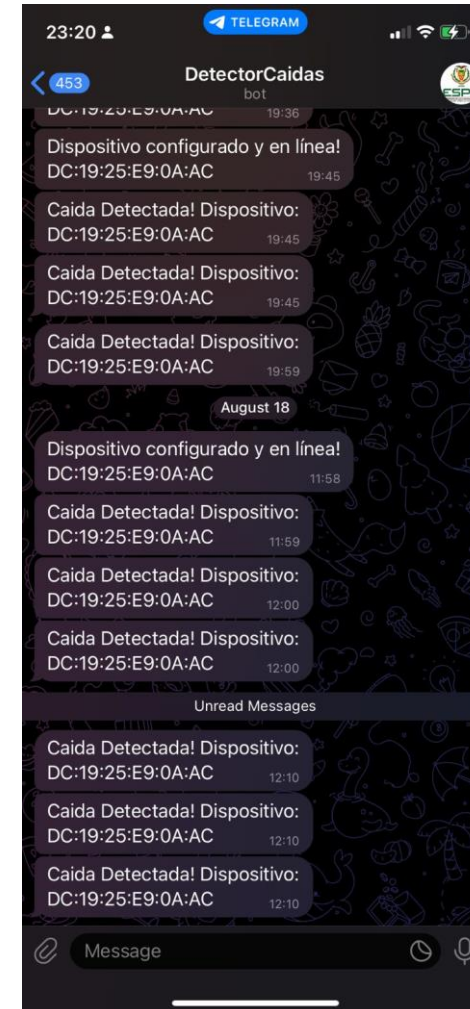 23:20
TELEGRAM
453
DetectorCaidas
bot
ESP
DC:19:25:E9:0A:AC
19:36
Dispositivo configurado y en línea!
DC:19:25:E9:0A:AC
19:45
Caida Detectada! Dispositivo:
DC:19:25:E9:0A:AC
19:45
Caida Detectada! Dispositivo:
DC:19:25:E9:0A:AC
19:45
Caida Detectada! Dispositivo:
DC:19:25:E9:0A:AC
19:59
August 18
Dispositivo configurado y en línea!
DC:19:25:E9:0A:AC
11:58
Caida Detectada! Dispositivo:
DC:19:25:E9:0A:AC
11:59
Caida Detectada! Dispositivo:
DC:19:25:E9:0A:AC
12:00
Caida Detectada! Dispositivo:
DC:19:25:E9:0A:AC
12:00
Unread Messages
Caida Detectada! Dispositivo:
DC:19:25:E9:0A:AC
12:10
Caida Detectada! Dispositivo:
DC:19:25:E9:0A:AC
12:10
Caida Detectada! Dispositivo:
DC:19:25:E9:0A:AC
12:10
Message